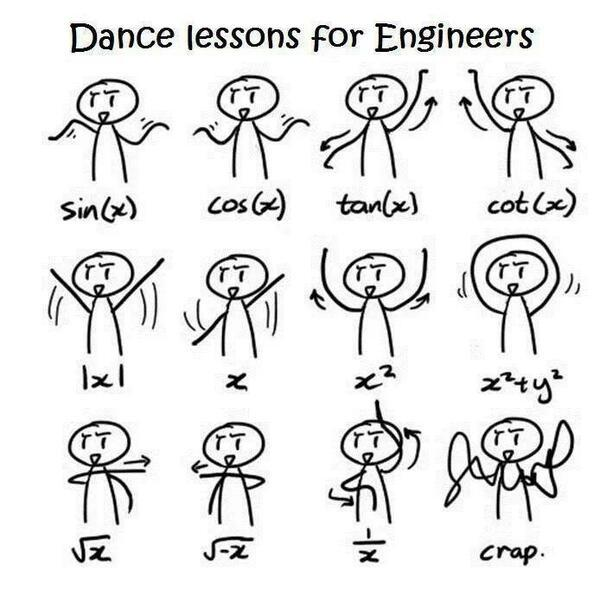 Dance lessons for Engineers
sin(x) cos(x) tan(x) cot(x)
|x| x x² x²+y²
√x √-x 1/x crap.